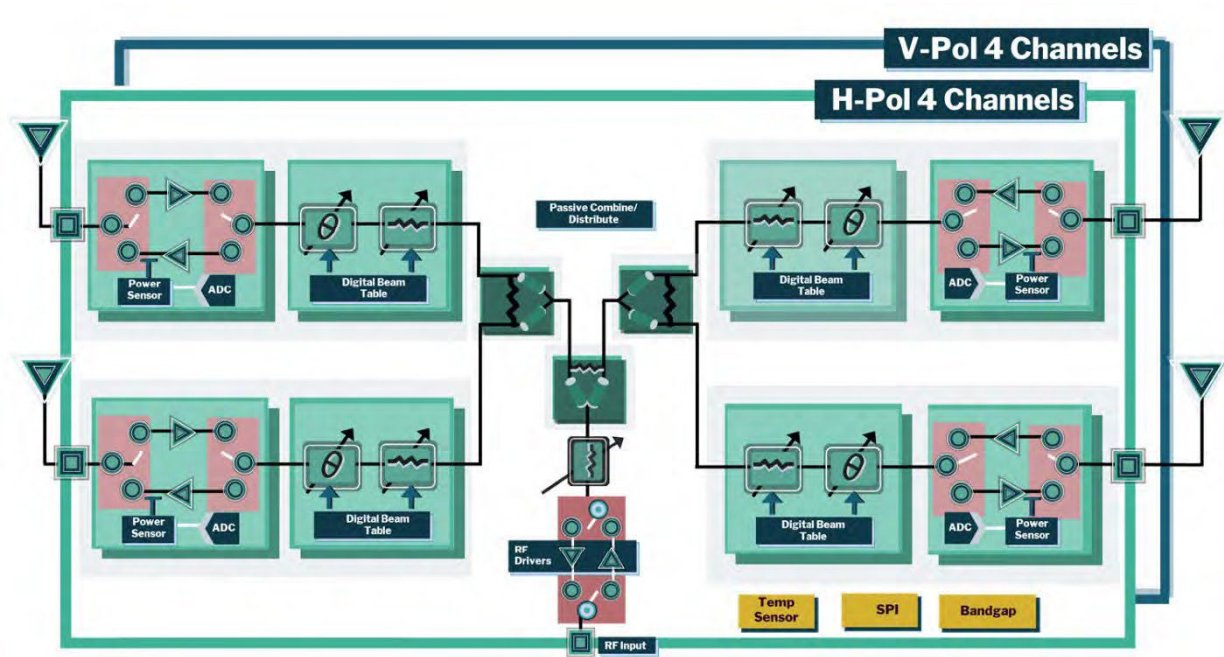 V-Pol 4 Channels
H-Pol 4 Channels
Passive Combine/
Distribute
Power
Sensor
ADC
Digital Beam
Table
Digital Beam
Table
ADC
Power
Sensor
Power
Sensor
ADC
Digital Beam
Table
Digital Beam
Table
ADC
Power
Sensor
RF
Drivers
Temp
Sensor
SPI
Bandgap
RF Input